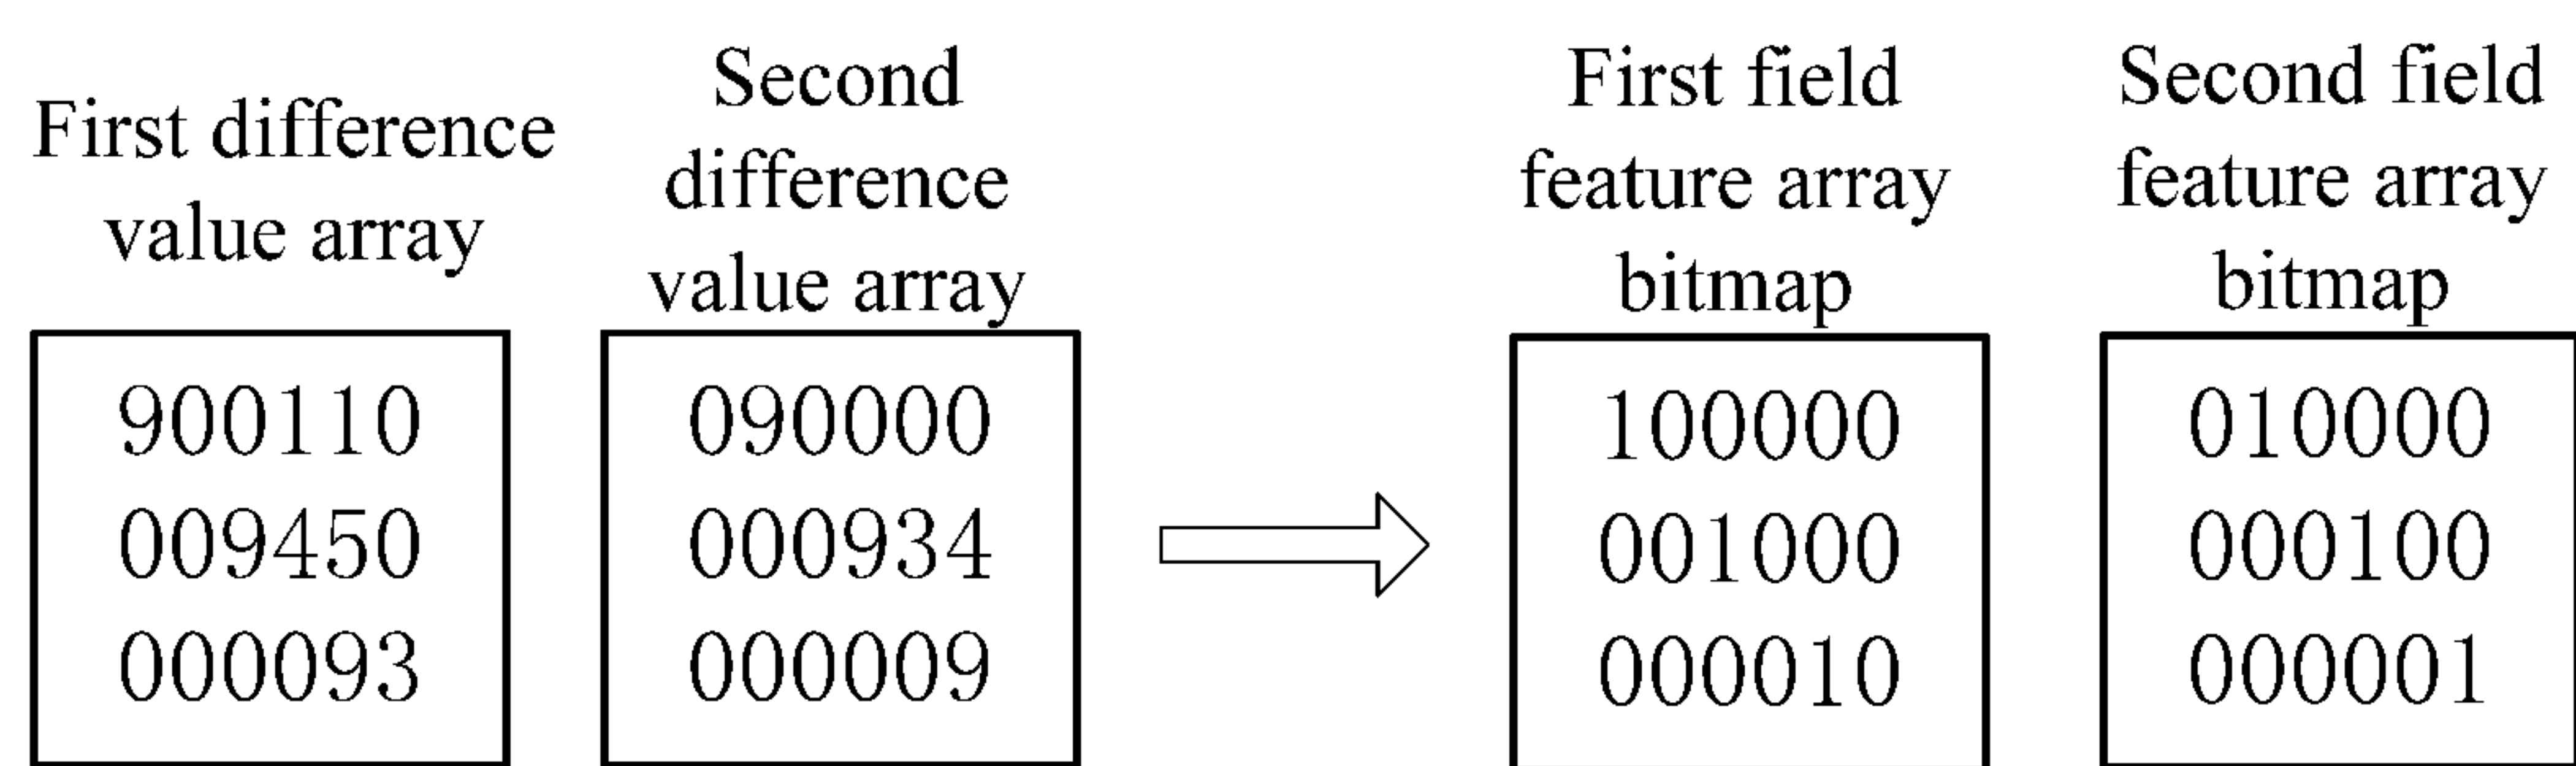 First difference
value array
900110
009450
000093
Second
difference
value array
090000
000934
000009
First field
feature array
bitmap
100000
001000
000010
Second field
feature array
bitmap
010000
000100
000001